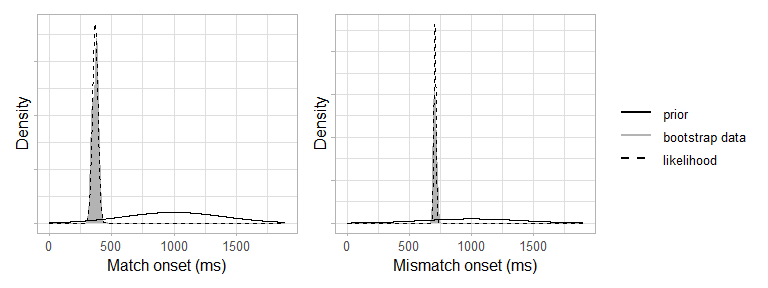 Density
0 500 1000 1500
Match onset (ms)
Density
0 500 1000 1500
Mismatch onset (ms)
prior
bootstrap data
likelihood